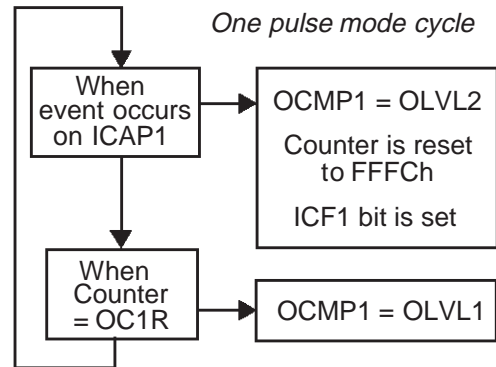 One pulse mode cycle
When
event occurs
on ICAP1
OCMP1 = OLVL2
Counter is reset
to FFFCh
ICF1 bit is set
When
Counter
= OC1R
OCMP1 = OLVL1